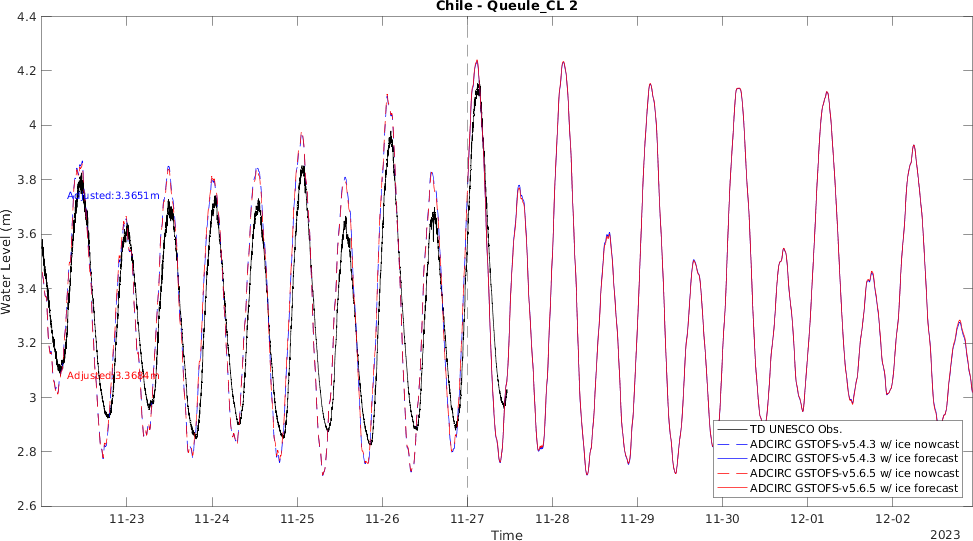 Chile - Queule_CL 2
Water Level (m)
4.4
4.2
4
3.8
3.6
3.4
3.2
3
2.8
2.6
Adjusted:3.3651m
Adjusted:3.3684m
TD UNESCO Obs.
ADCIRC GSTOFS-v5.4.3 w/ ice nowcast
ADCIRC GSTOFS-v5.4.3 w/ ice forecast
ADCIRC GSTOFS-v5.6.5 w/ ice nowcast
ADCIRC GSTOFS-v5.6.5 w/ ice forecast
11-23 11-24 11-25 11-26 11-27 11-28 11-29 11-30 12-01 12-02
Time
2023